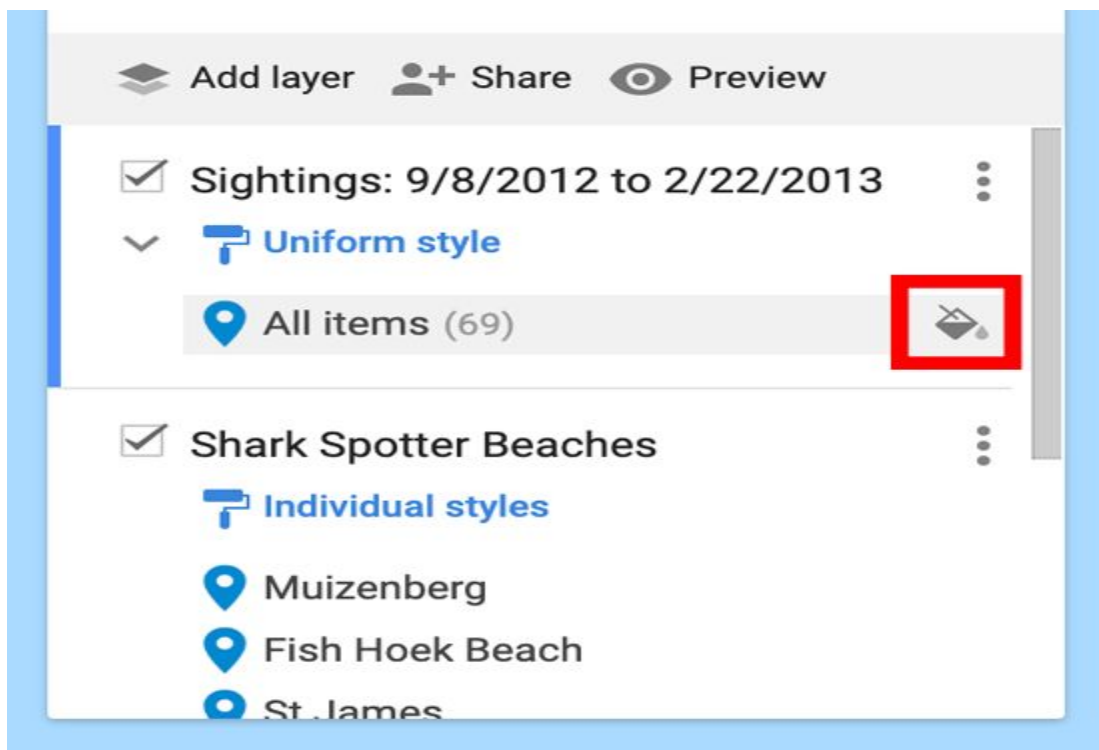 Add layer Share Preview
Sightings: 9/8/2012 to 2/22/2013
Uniform style
All items (69)
Shark Spotter Beaches
Individual styles
Muizenberg
Fish Hoek Beach
St James